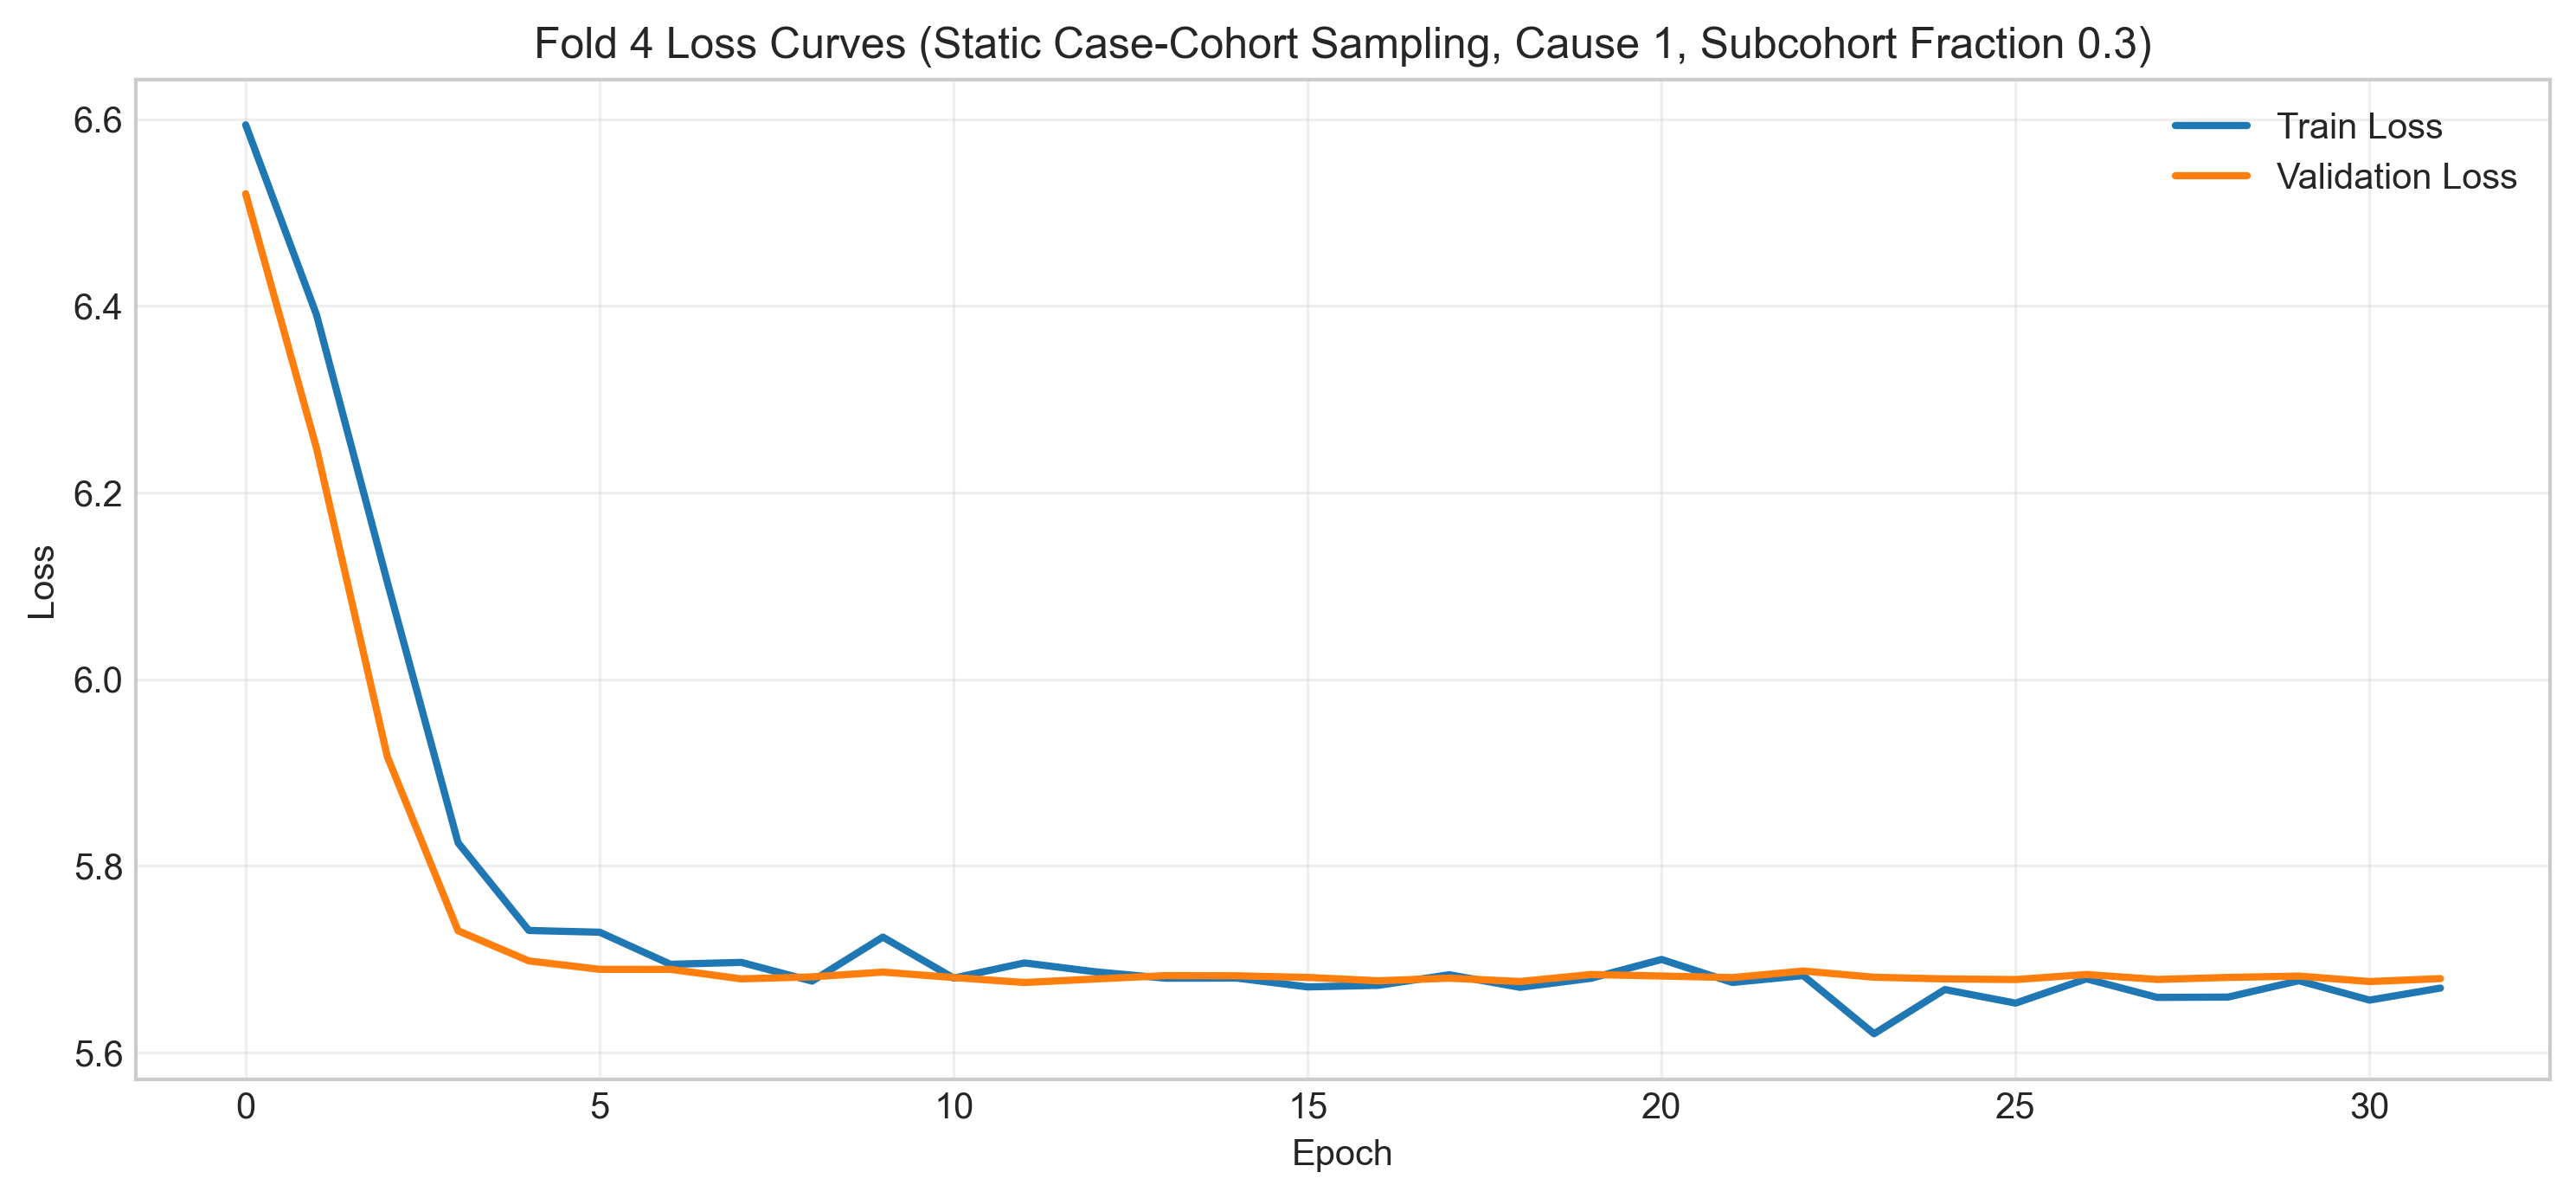 Fold 4 Loss Curves (Static Case-Cohort Sampling, Cause 1, Subcohort Fraction 0.3)
Train Loss
Validation Loss
6.6
6.4
6.2
6.0
5.8
5.6
Loss
0 5 10 15 20 25 30
Epoch